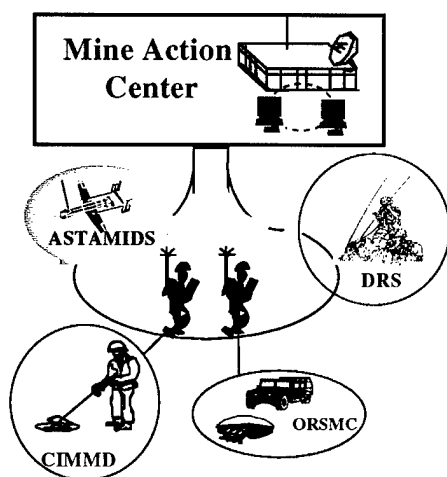 Mine Action
Center
ASTAMIDS
DRS
CIMMD
ORSMC